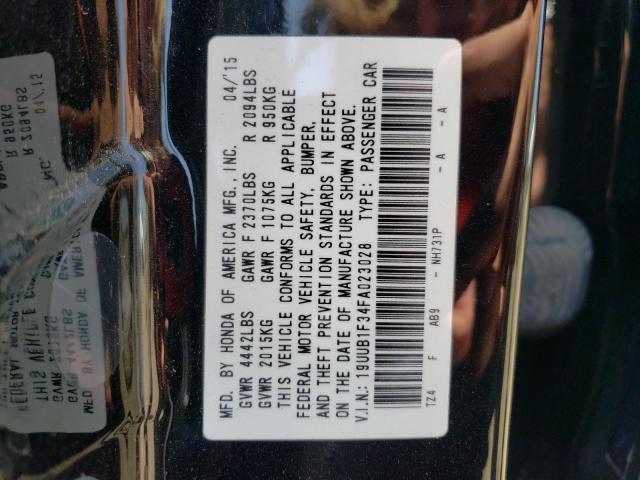 MFD. BY HONDA OF AMERICA MFG., INC. 04/'15
GVWR 4442LBS GAWR F 2370LBS R 2094LBS
GVWR 2015KG GAWR F 1075KG R 950KG
THIS VEHICLE CONFORMS TO ALL APPLICABLE
FEDERAL MOTOR VEHICLE SAFETY, BUMPER,
AND THEFT PREVENTION STANDARDS IN EFFECT
ON THE DATE OF MANUFACTURE SHOWN ABOVE.
V.I.N.: 19UUB1F34FA023028 TYPE: PASSENGER CAR
TZ4 F AB9 - NH731P - A - A